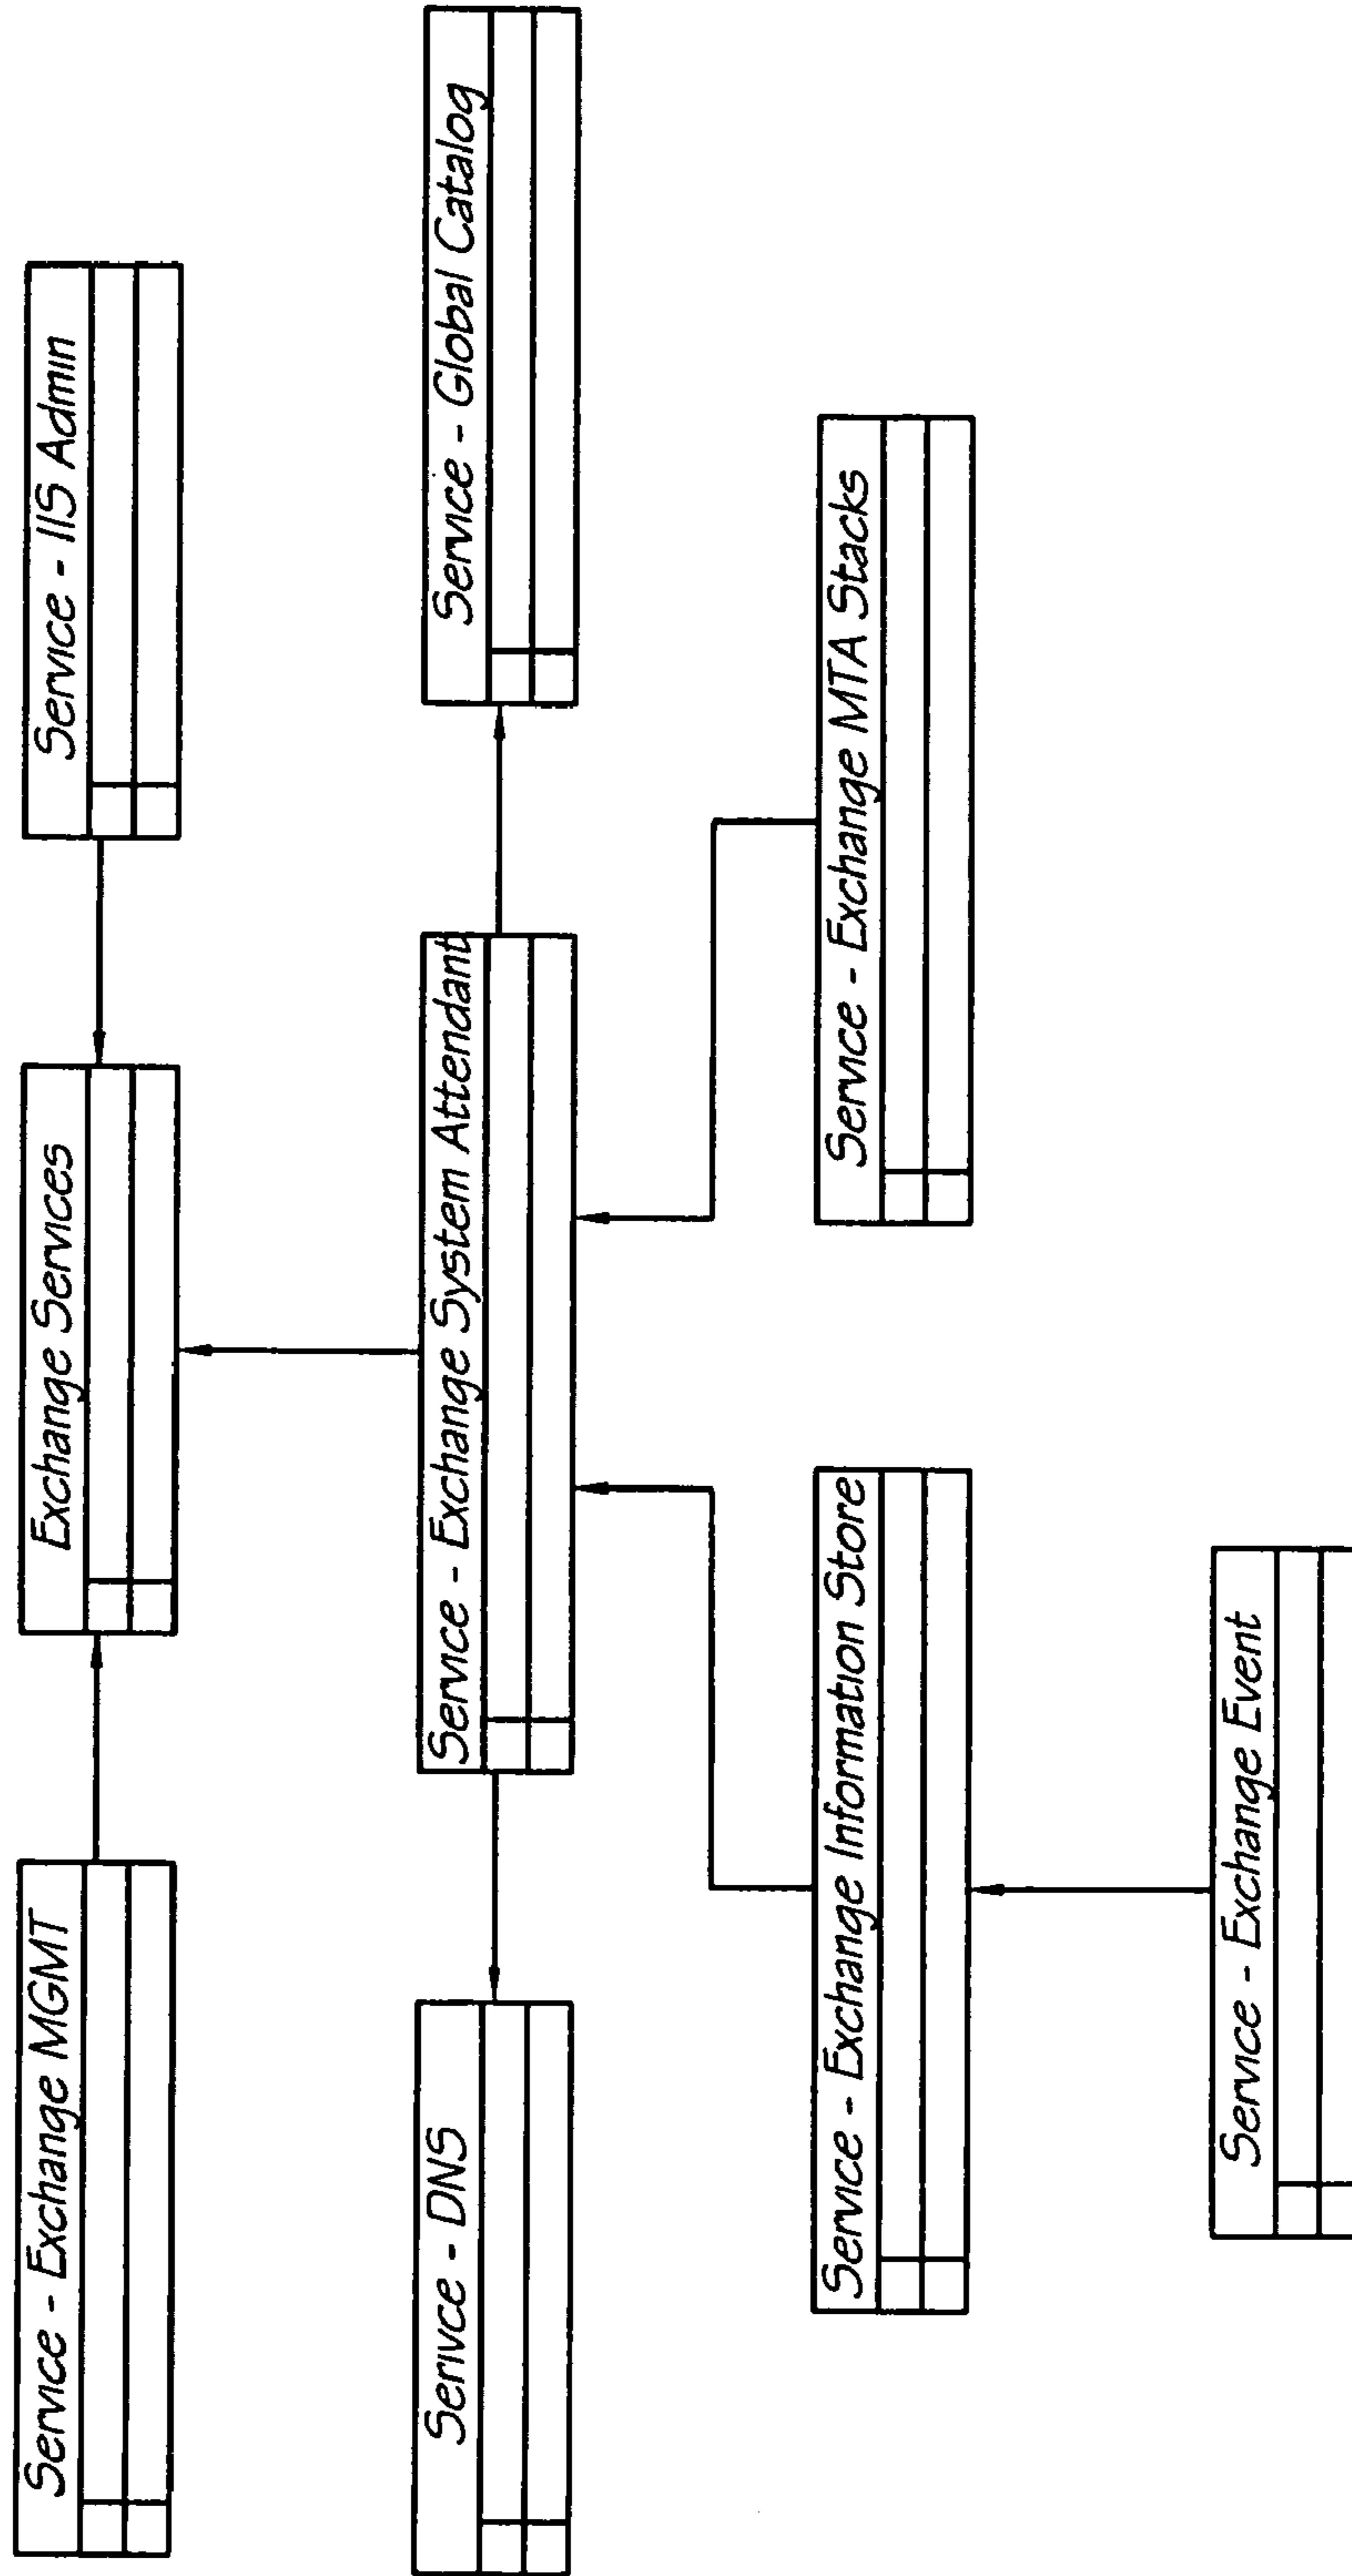 Service - Exchange MGMT
Exchange Services
Service - IIS Admin
Serivce - DNS
Service - Exchange System Attendant
Service - Global Catalog
Service - Exchange Information Store
Service - Exchange MTA Stacks
Service - Exchange Event